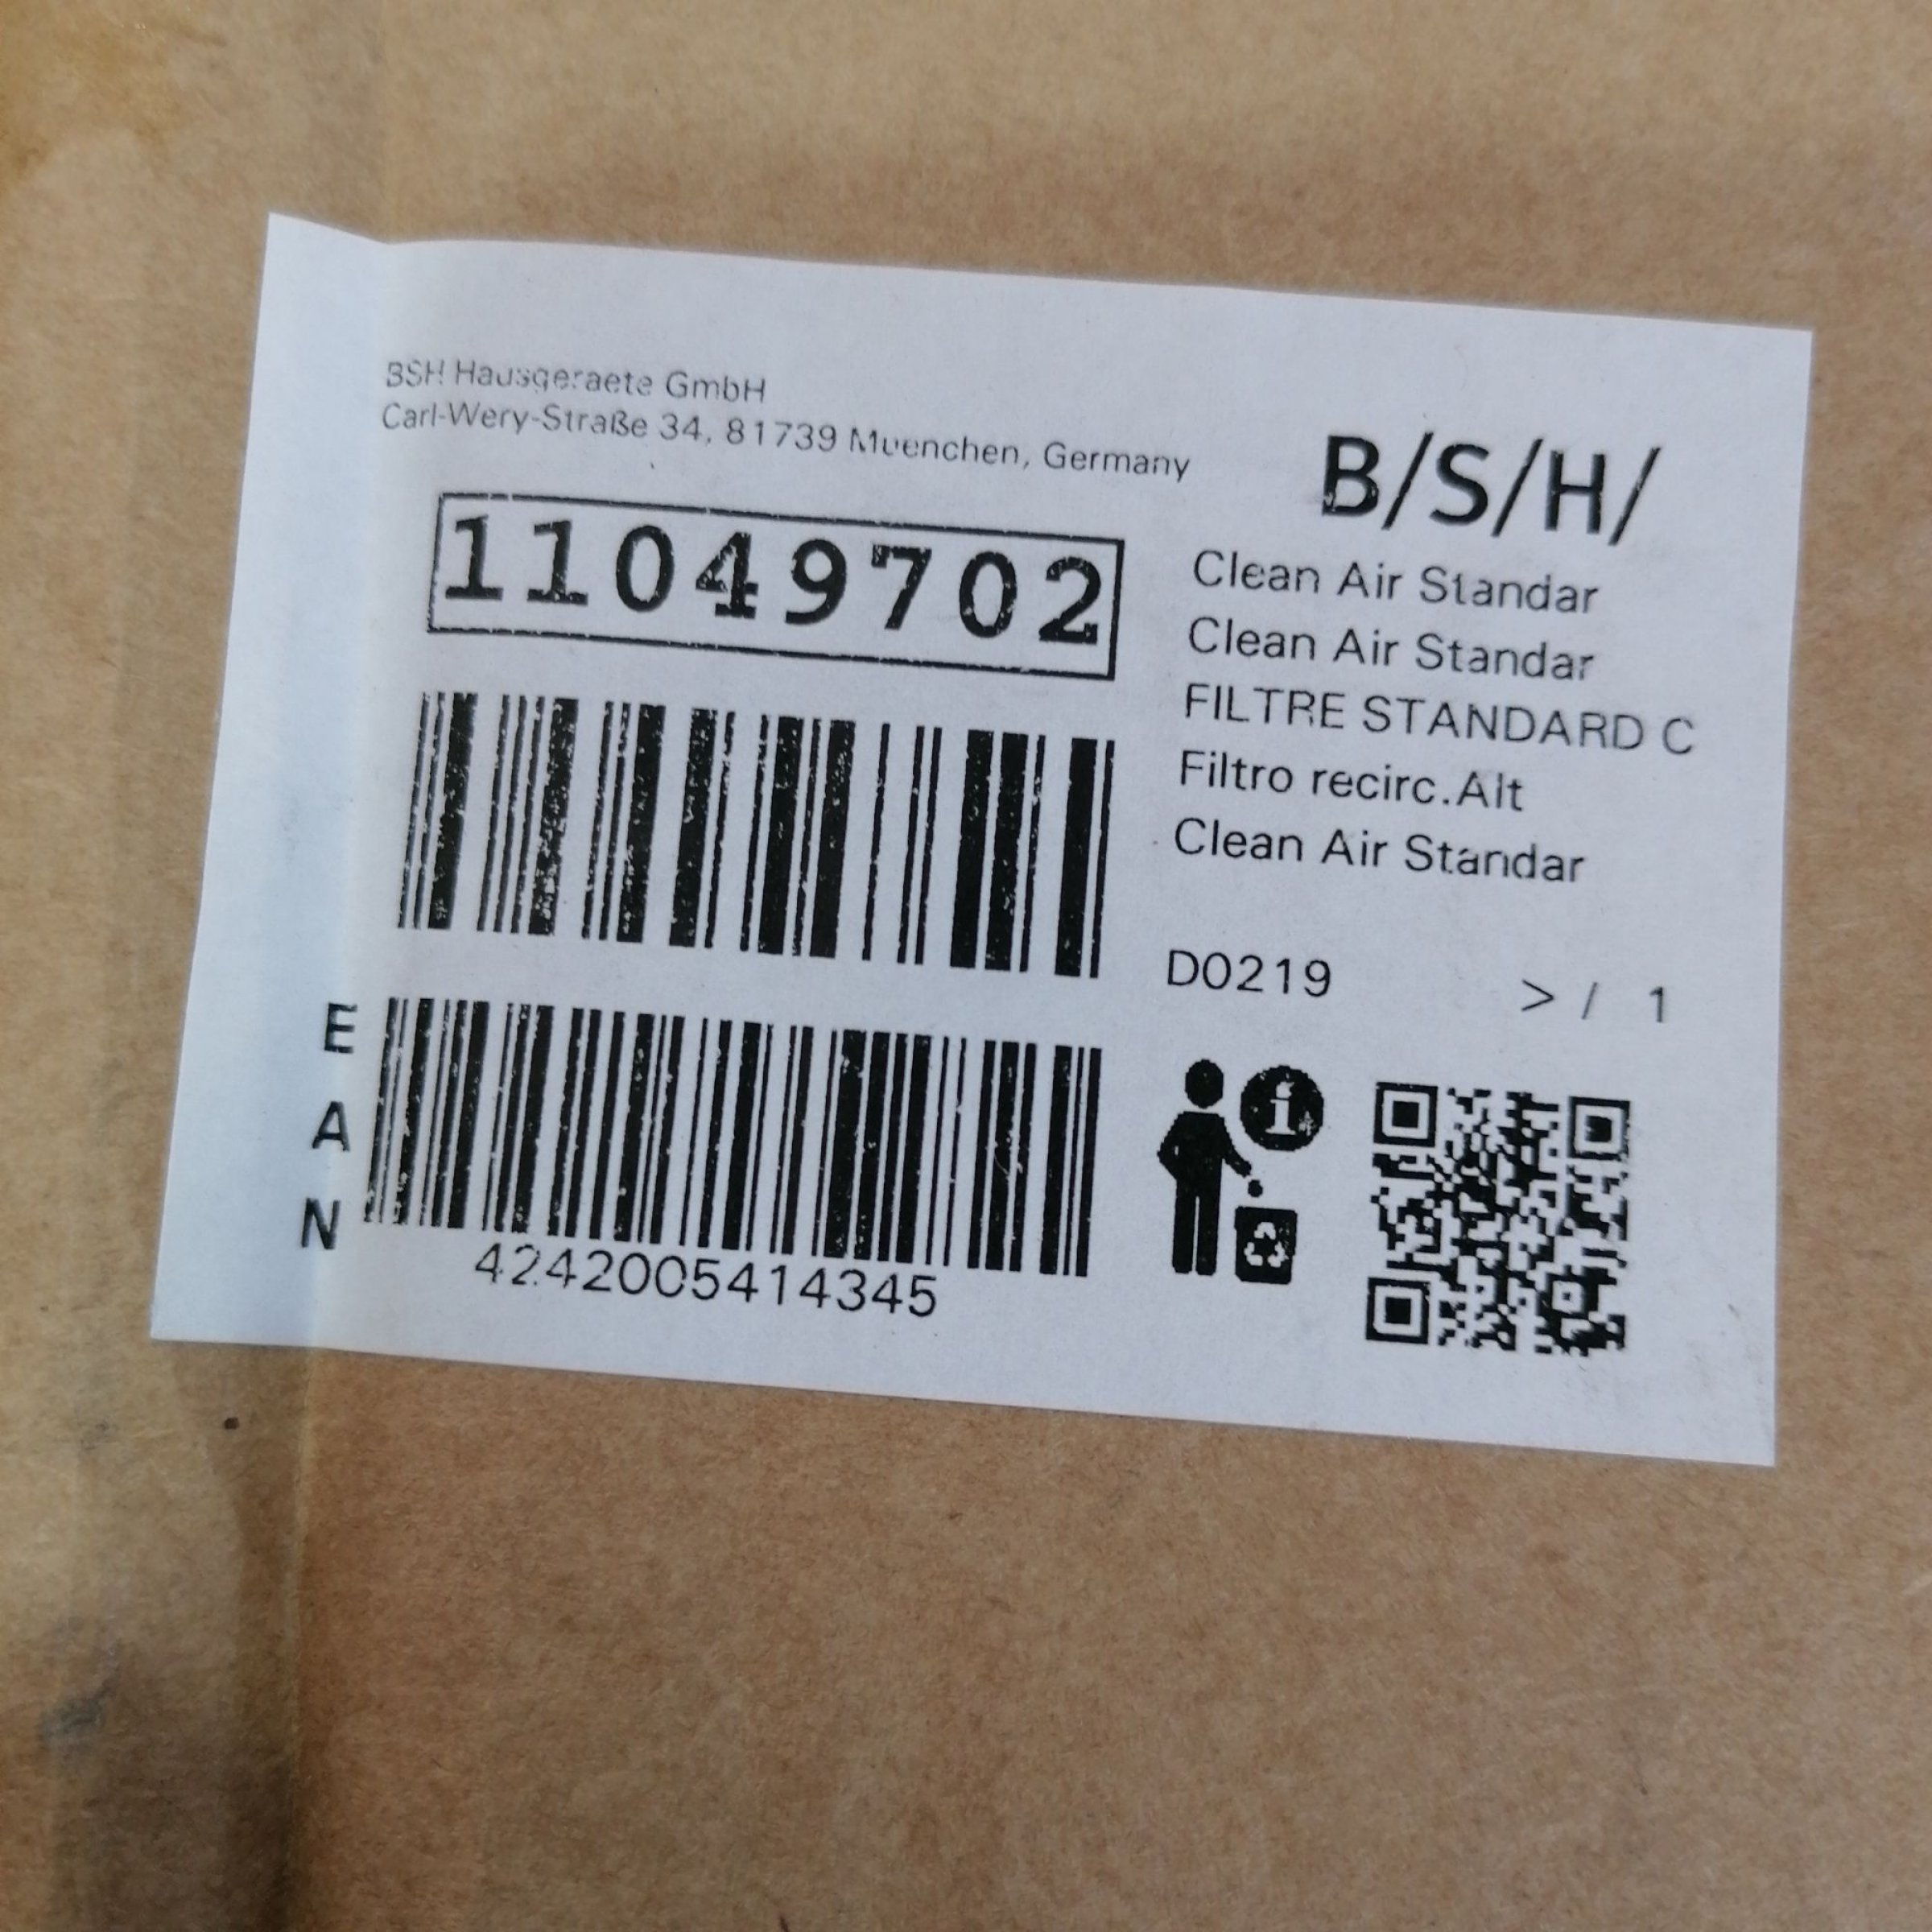 BSH Hausgeraete GmbH
Carl-Wery-Straße 34, 81739 Muenchen, Germany
B/S/H/
11049702
Clean Air Standar
Clean Air Standar
FILTRE STANDARD C
Filtro recirc.Alt
Clean Air Standar
D0219 > / 1
EAN
4242005414345
i